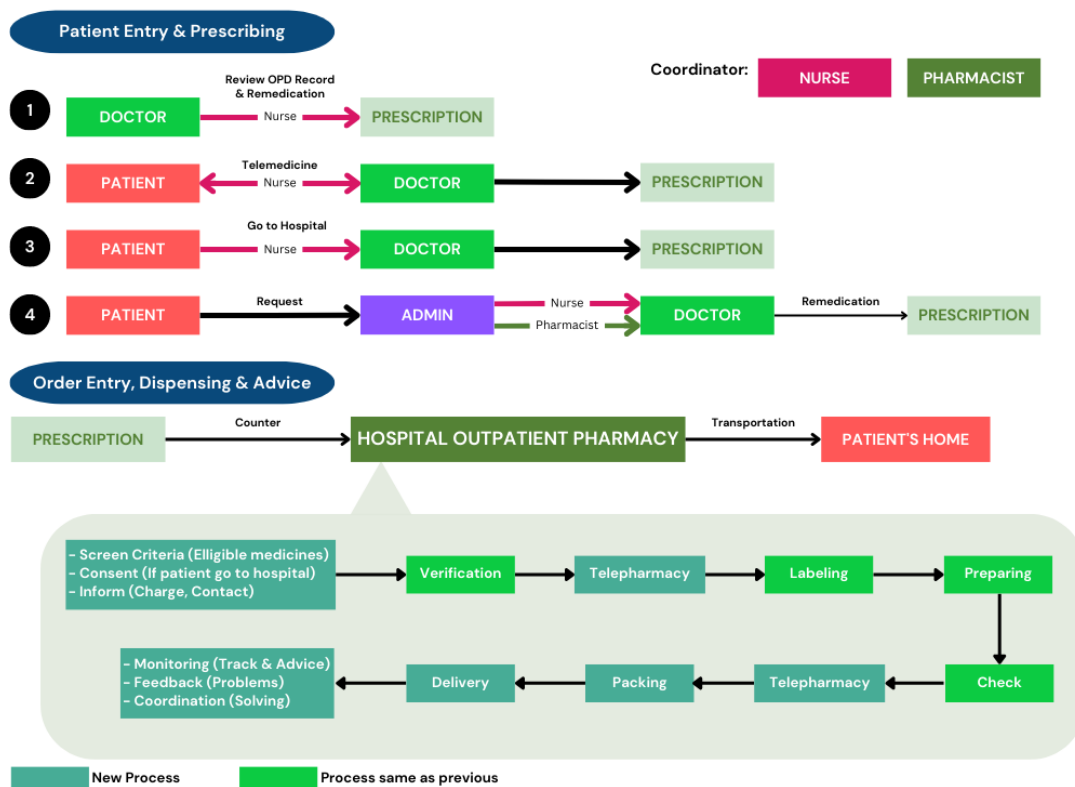 Patient Entry & Prescribing
Coordinator:
NURSE
PHARMACIST
1
DOCTOR
Review OPD Record
& Remedication
Nurse
PRESCRIPTION
2
PATIENT
Telemedicine
Nurse
DOCTOR
PRESCRIPTION
3
PATIENT
Go to Hospital
Nurse
DOCTOR
PRESCRIPTION
4
PATIENT
Request
ADMIN
Nurse
Pharmacist
DOCTOR
Remedication
PRESCRIPTION
Order Entry, Dispensing & Advice
PRESCRIPTION
Counter
HOSPITAL OUTPATIENT PHARMACY
Transportation
PATIENT'S HOME
- Screen Criteria (Elligible medicines)
- Consent (If patient go to hospital)
- Inform (Charge, Contact)
Verification
Telepharmacy
Labeling
Preparing
Check
Telepharmacy
Packing
Delivery
- Monitoring (Track & Advice)
- Feedback (Problems)
- Coordination (Solving)
New Process
Process same as previous